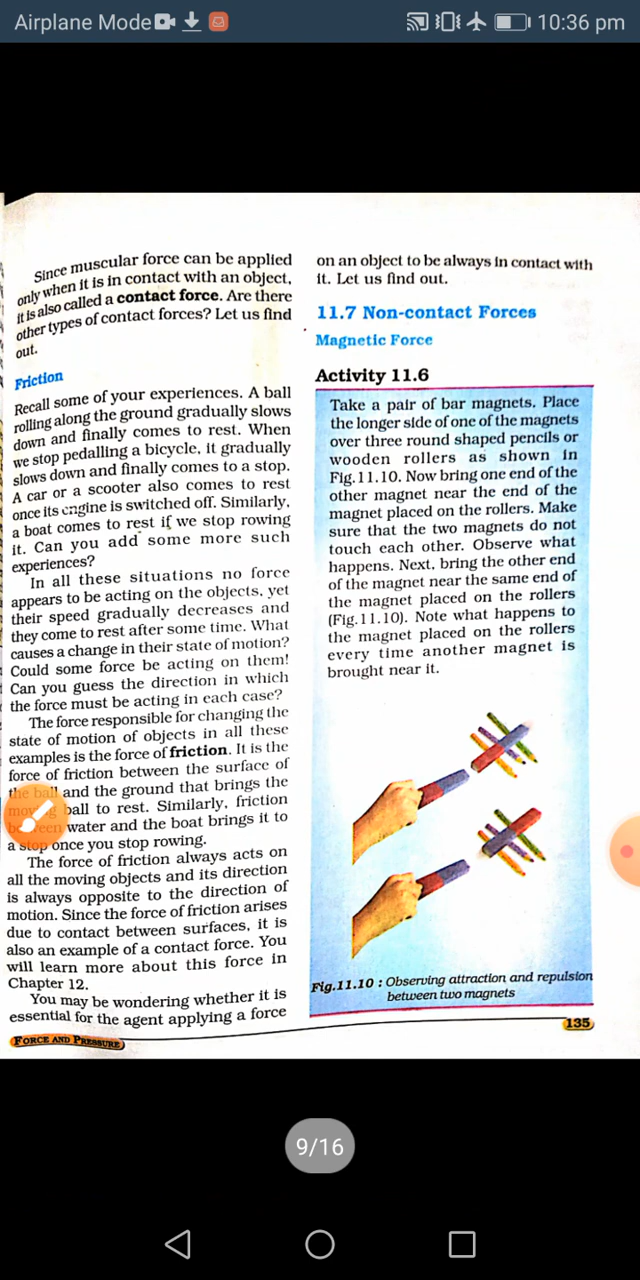 Airplane Mode
10:36 pm
Since muscular force can be applied
only when it is in contact with an object,
it is also called a contact force. Are there
other types of contact forces? Let us find
out.
Friction
Recall some of your experiences. A ball
rolling along the ground gradually slows
down and finally comes to rest. When
we stop pedalling a bicycle, it gradually
slows down and finally comes to a stop.
A car or a scooter also comes to rest
once its engine is switched off. Similarly,
a boat comes to rest if we stop rowing
it. Can you add some more such
experiences?
In all these situations no force
appears to be acting on the objects, yet
their speed gradually decreases and
they come to rest after some time. What
causes a change in their state of motion?
Could some force be acting on them!
Can you guess the direction in which
the force must be acting in each case?
The force responsible for changing the
state of motion of objects in all these
examples is the force of friction. It is the
force of friction between the surface of
the ball and the ground that brings the
moving ball to rest. Similarly, friction
between water and the boat brings it to
a stop once you stop rowing.
The force of friction always acts on
all the moving objects and its direction
is always opposite to the direction of
motion. Since the force of friction arises
due to contact between surfaces, it is
also an example of a contact force. You
will learn more about this force in
Chapter 12.
You may be wondering whether it is
essential for the agent applying a force
on an object to be always in contact with
it. Let us find out.
11.7 Non-contact Forces
Magnetic Force
Activity 11.6
Take a pair of bar magnets. Place
the longer side of one of the magnets
over three round shaped pencils or
wooden rollers as shown in
Fig.11.10. Now bring one end of the
other magnet near the end of the
magnet placed on the rollers. Make
sure that the two magnets do not
touch each other. Observe what
happens. Next, bring the other end
of the magnet near the same end of
the magnet placed on the rollers
(Fig.11.10). Note what happens to
the magnet placed on the rollers
every time another magnet is
brought near it.
Fig.11.10 : Observing attraction and repulsion
between two magnets
FORCE AND PRESSURE
135
9/16